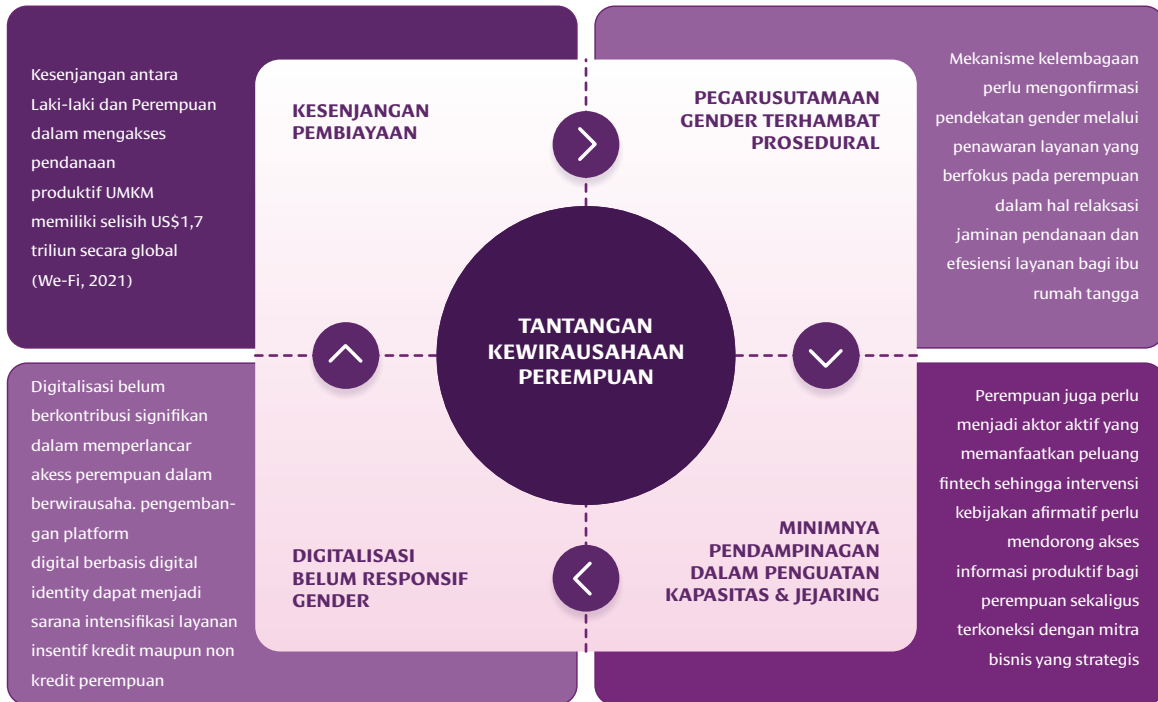 Kesenjangan antara
Laki-laki dan Perempuan
dalam mengakses
pendanaan
produktif UMKM
memiliki selisih US$1,7
triliun secara global
(We-Fi, 2021)
KESENJANGAN
PEMBIAYAAN
PEGARUSUTAMAAN
GENDER TERHAMBAT
PROSEDURAL
Mekanisme kelembagaan
perlu mengonfirmasi
pendekatan gender melalui
penawaran layanan yang
berfokus pada perempuan
dalam hal relaksasi
jaminan pendanaan dan
efesiensi layanan bagi ibu
rumah tangga
TANTANGAN
KEWIRAUSAHAAN
PEREMPUAN
Digitalisasi belum
berkontribusi signifikan
dalam memperlancar
akess perempuan dalam
berwirausaha. pengemban-
gan platform
digital berbasis digital
identity dapat menjadi
sarana intensifikasi layanan
insentif kredit maupun non
kredit perempuan
DIGITALISASI
BELUM RESPONSIF
GENDER
MINIMNYA
PENDAMPINAGAN
DALAM PENGUATAN
KAPASITAS & JEJARING
Perempuan juga perlu
menjadi aktor aktif yang
memanfaatkan peluang
fintech sehingga intervensi
kebijakan afirmatif perlu
mendorong akses
informasi produktif bagi
perempuan sekaligus
terkoneksi dengan mitra
bisnis yang strategis